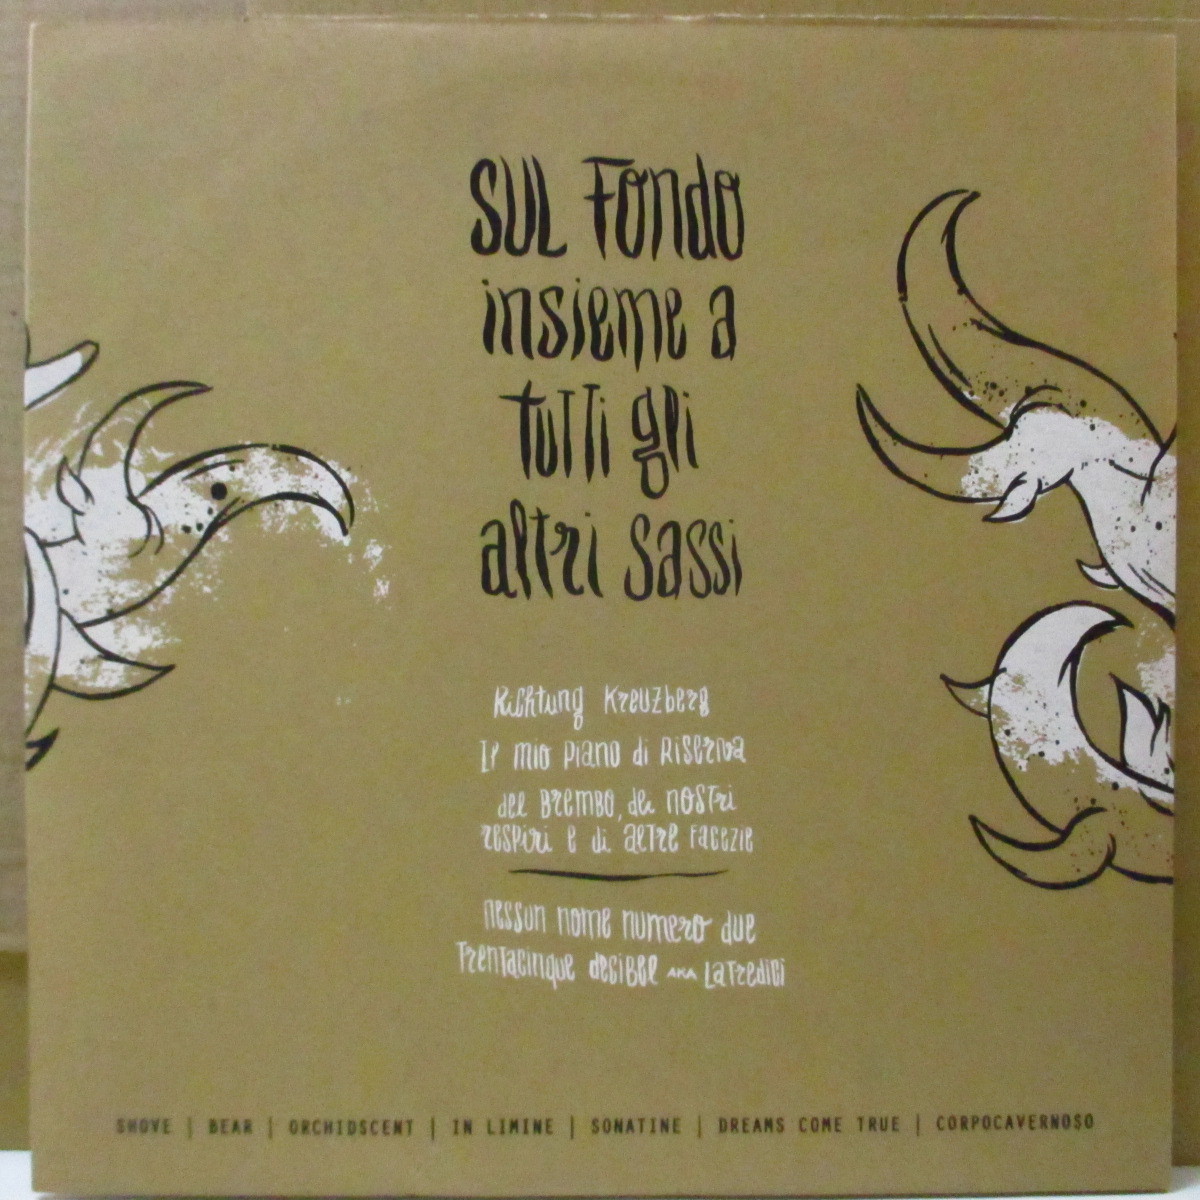 SUL Fondo
insieme a
tutti gli
altri sassi
Richtung Kreuzberg
Il mio piano di Riserva
del Brembo, dei nostri
respiri e di altre facezie
nessun nome numero due
Trentacinque decibel AKA LaTredici
SHOVE | BEAR | ORCHIDSCENT | IN LIMINE | SONATINE | DREAMS COME TRUE | CORPOCAVERNOSO